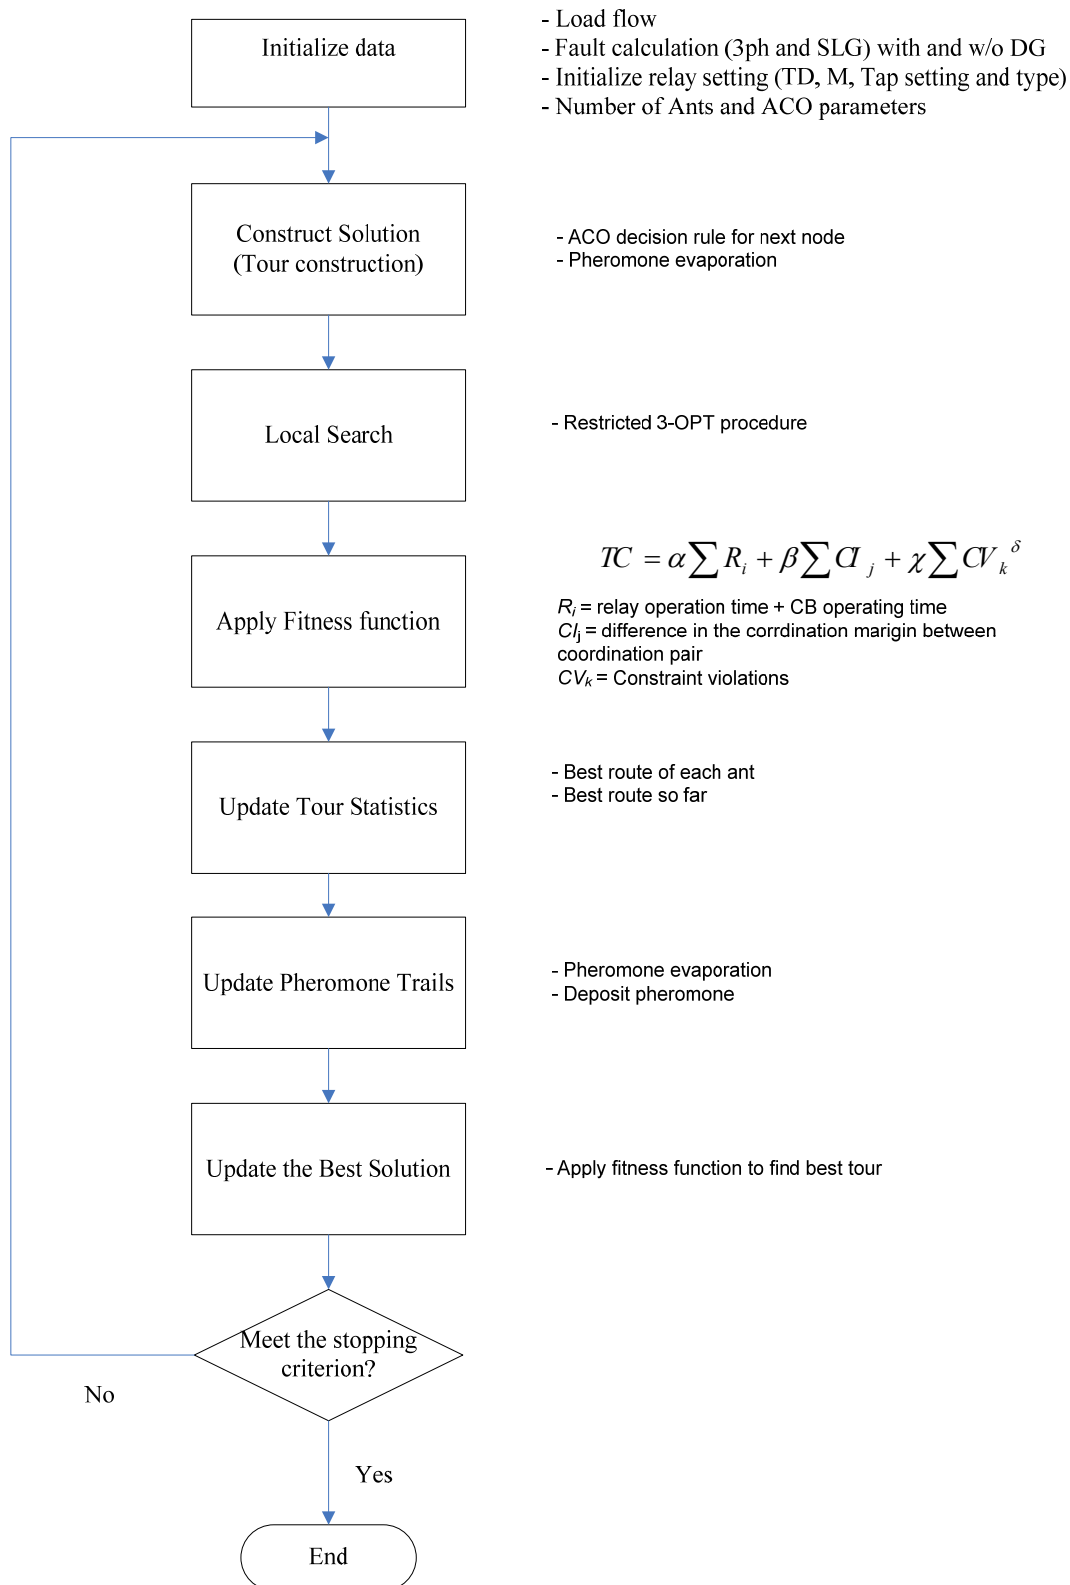 Initialize data
- Load flow
- Fault calculation (3ph and SLG) with and w/o DG
- Initialize relay setting (TD, M, Tap setting and type)
- Number of Ants and ACO parameters
Construct Solution
(Tour construction)
- ACO decision rule for next node
- Pheromone evaporation
Local Search
- Restricted 3-OPT procedure
Apply Fitness function
TC = α∑R_i + β∑CI_j + χ∑CV_k^δ
R_i = relay operation time + CB operating time
CI_j = difference in the corrdination marigin between
coordination pair
CV_k = Constraint violations
Update Tour Statistics
- Best route of each ant
- Best route so far
Update Pheromone Trails
- Pheromone evaporation
- Deposit pheromone
Update the Best Solution
- Apply fitness function to find best tour
Meet the stopping
criterion?
No
Yes
End